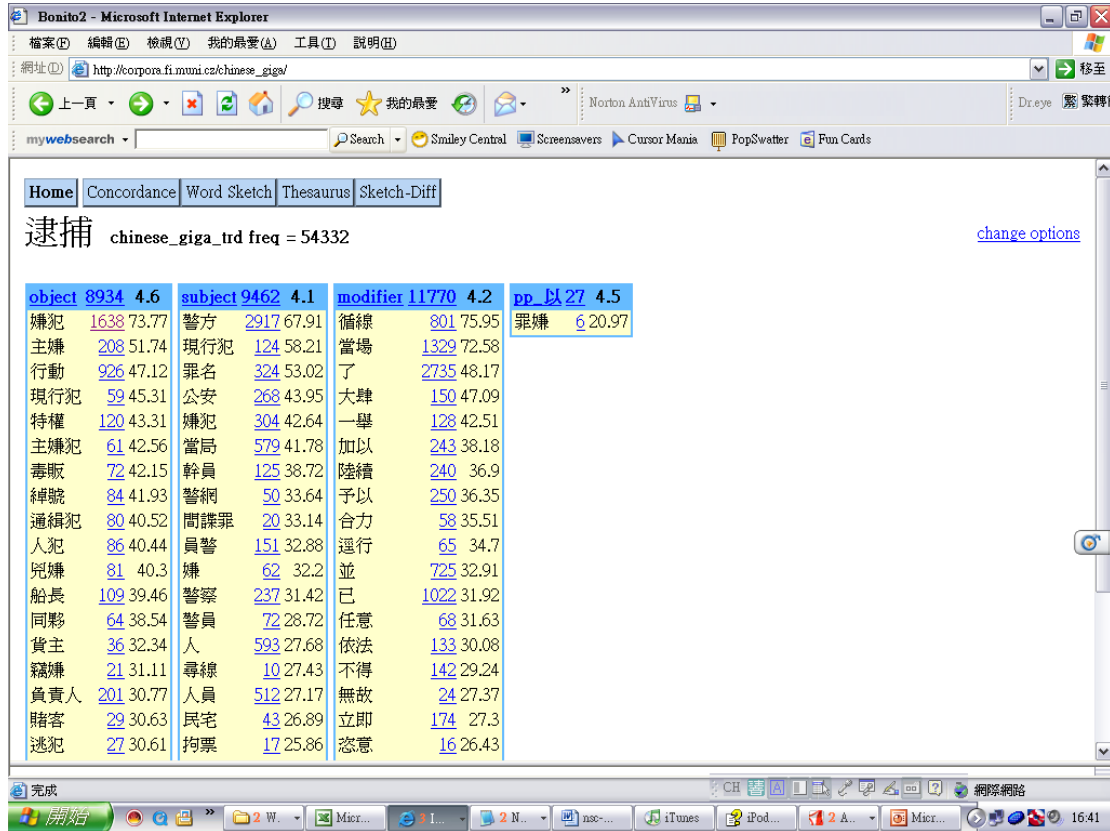 Bonito2 - Microsoft Internet Explorer
檔案(F) 編輯(E) 檢視(V) 我的最愛(A) 工具(T) 說明(H)
網址(D) http://corpora.fi.muni.cz/chinese_giga/ 移至
上一頁 搜尋 我的最愛 » Norton AntiVirus Dr.eye 繁 繁轉
mywebsearch Search Smiley Central Screensavers Cursor Mania PopSwatter Fun Cards
Home Concordance Word Sketch Thesaurus Sketch-Diff
逮捕 chinese_giga_trd freq = 54332 change options
object 8934 4.6 subject 9462 4.1 modifier 11770 4.2 pp_以 27 4.5
嫌犯 1638 73.77 警方 2917 67.91 循線 801 75.95 罪嫌 6 20.97
主嫌 208 51.74 現行犯 124 58.21 當場 1329 72.58
行動 926 47.12 罪名 324 53.02 了 2735 48.17
現行犯 59 45.31 公安 268 43.95 大肆 150 47.09
特權 120 43.31 嫌犯 304 42.64 一舉 128 42.51
主嫌犯 61 42.56 當局 579 41.78 加以 243 38.18
毒販 72 42.15 幹員 125 38.72 陸續 240 36.9
綽號 84 41.93 警網 50 33.64 予以 250 36.35
通緝犯 80 40.52 間諜罪 20 33.14 合力 58 35.51
人犯 86 40.44 員警 151 32.88 逕行 65 34.7
兇嫌 81 40.3 嫌 62 32.2 並 725 32.91
船長 109 39.46 警察 237 31.42 已 1022 31.92
同夥 64 38.54 警員 72 28.72 任意 68 31.63
貨主 36 32.34 人 593 27.68 依法 133 30.08
竊嫌 21 31.11 尋線 10 27.43 不得 142 29.24
負責人 201 30.77 人員 512 27.17 無故 24 27.37
賭客 29 30.63 民宅 43 26.89 立即 174 27.3
逃犯 27 30.61 拘票 17 25.86 恣意 16 26.43
完成 CH 網際網路
開始 » 2 W.. Micr... 3 I... 2 N.. nsc-... iTunes iPod... 2 A.. Micr... 16:41